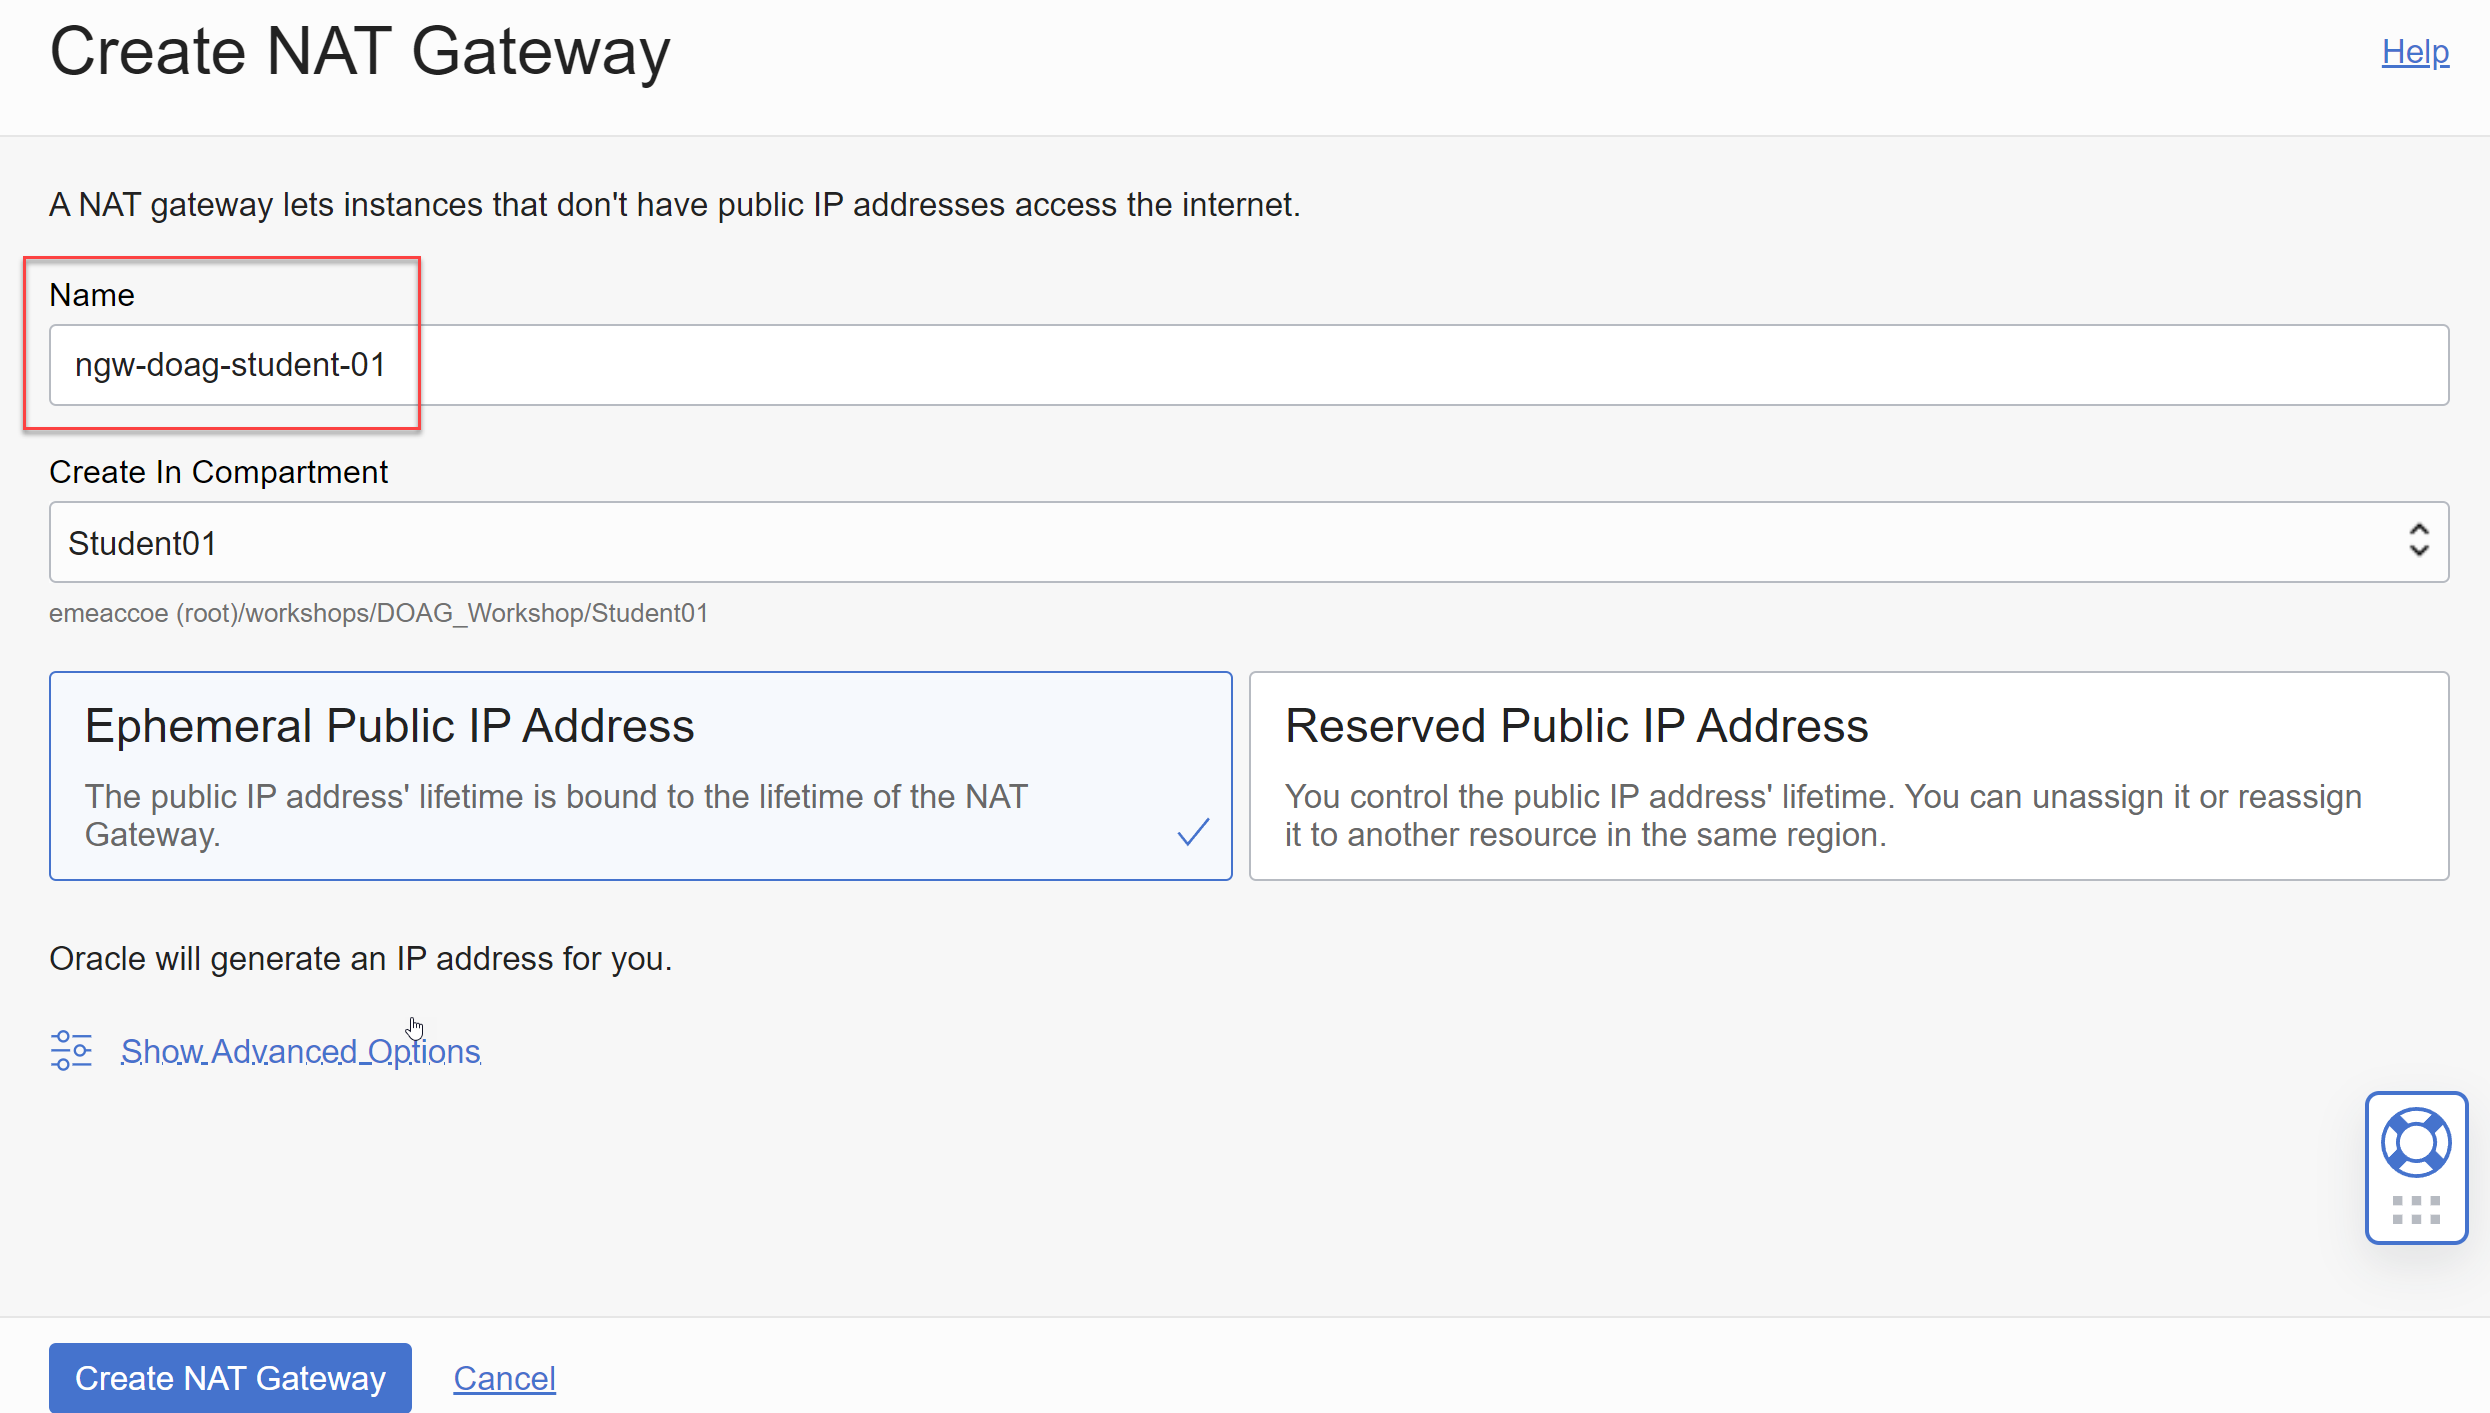 Create NAT Gateway
Help
A NAT gateway lets instances that don't have public IP addresses access the internet.
Name
ngw-doag-student-01
Create In Compartment
Student01
emeaccoe (root)/workshops/DOAG_Workshop/Student01
Ephemeral Public IP Address
The public IP address' lifetime is bound to the lifetime of the NAT
Gateway.
Reserved Public IP Address
You control the public IP address' lifetime. You can unassign it or reassign
it to another resource in the same region.
Oracle will generate an IP address for you.
Show Advanced Options
Create NAT Gateway
Cancel